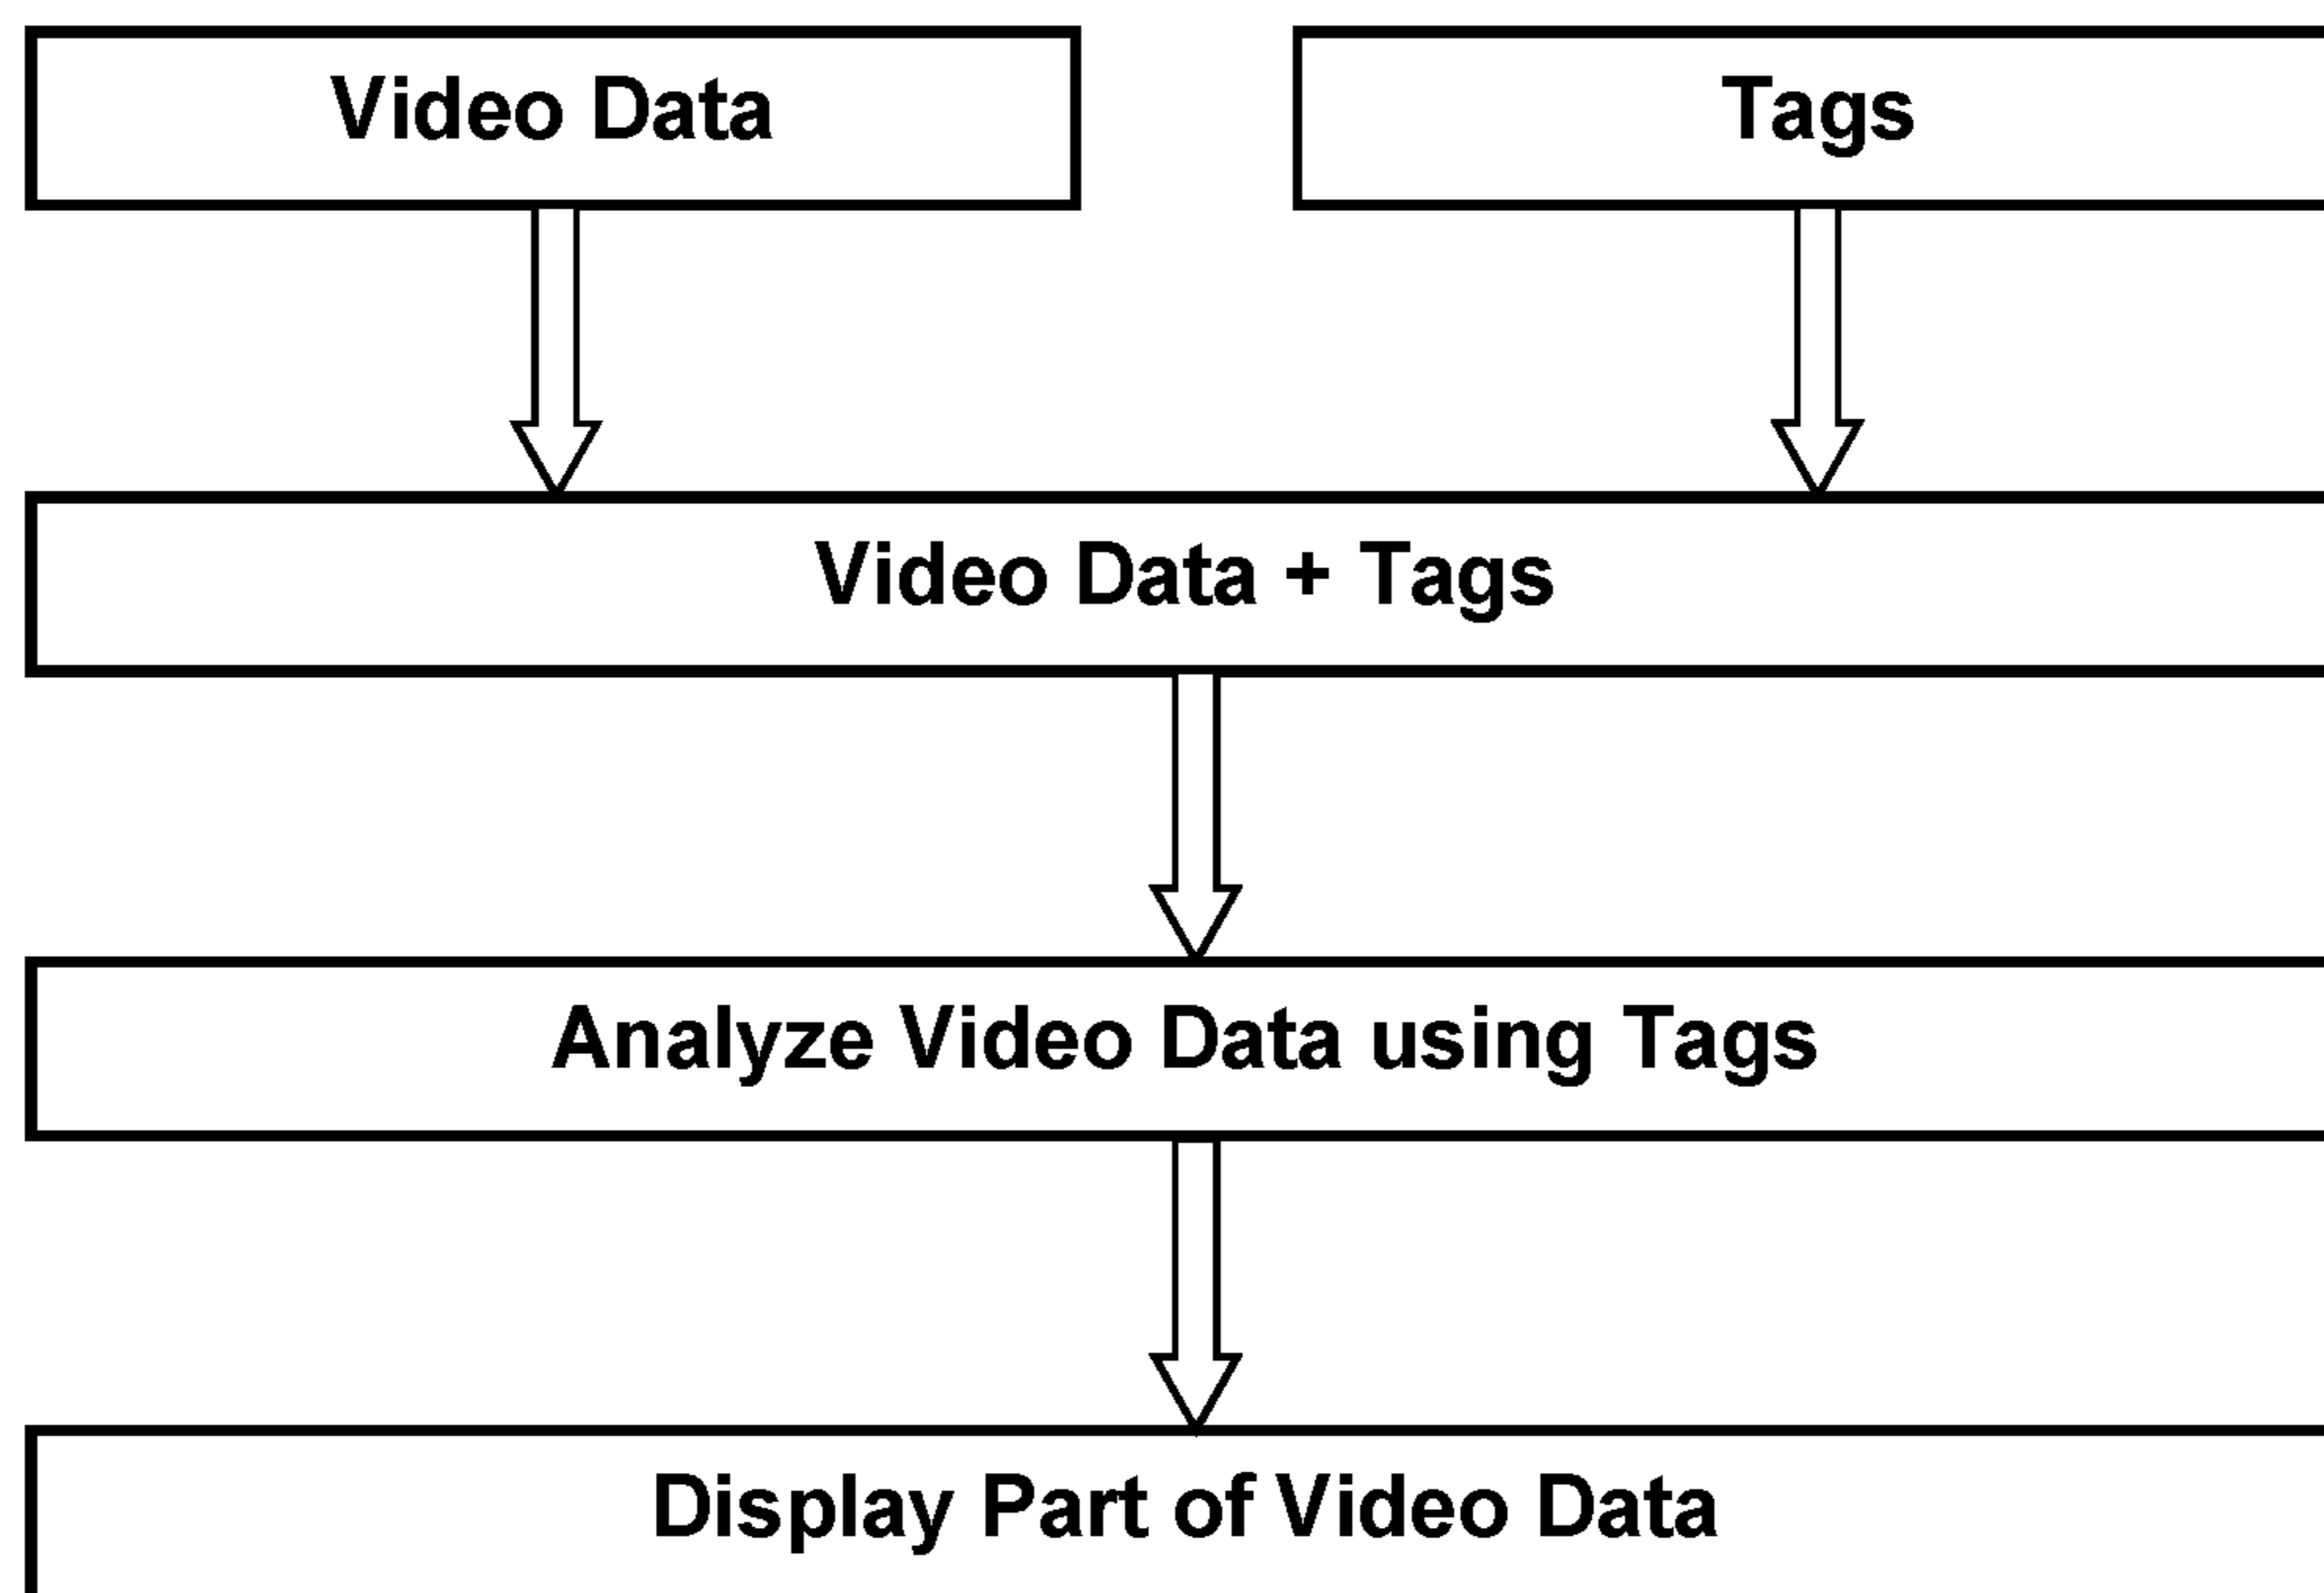 Video Data
Tags
Video Data + Tags
Analyze Video Data using Tags
Display Part of Video Data